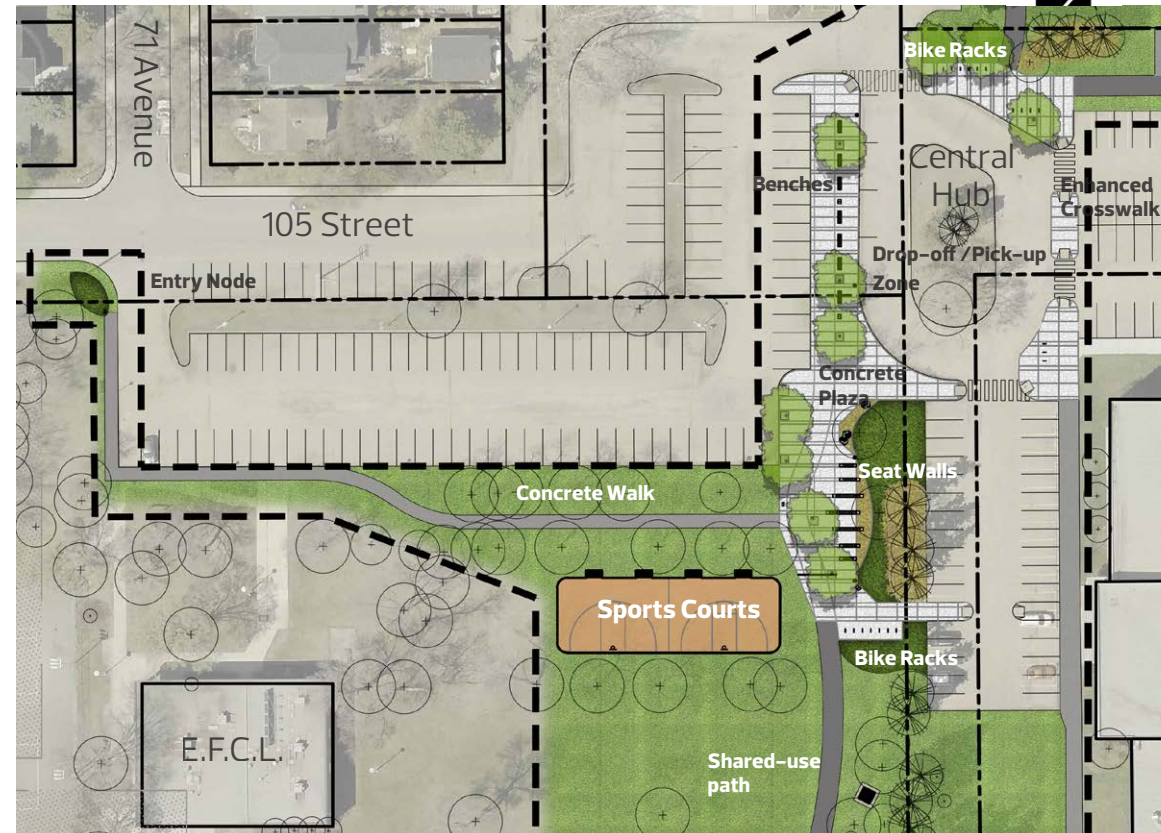 71 Avenue
Bike Racks
Central
Hub
Benches
Enhanced
Crosswalk
105 Street
Drop-off /Pick-up
Zone
Entry Node
Concrete
Plaza
Seat Walls
Concrete Walk
Sports Courts
Bike Racks
E.F.C.L.
Shared-use
path